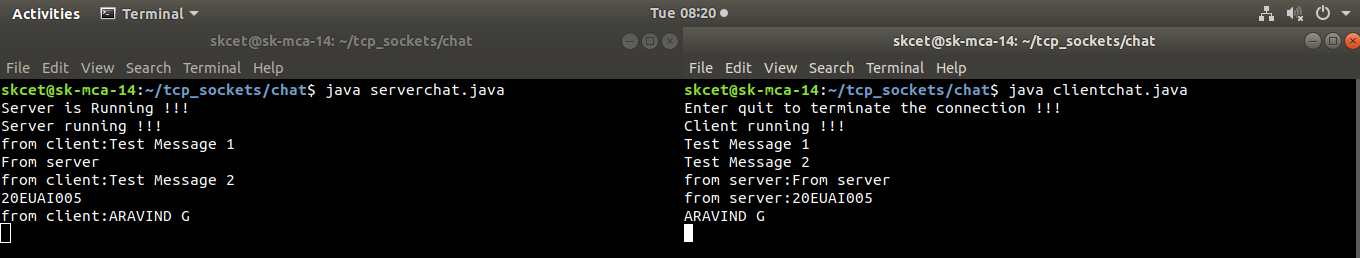 Activities Terminal Tue 08:20
skcet@sk-mca-14: ~/tcp_sockets/chat
File Edit View Search Terminal Help
skcet@sk-mca-14:~/tcp_sockets/chat$ java serverchat.java
Server is Running !!!
Server running !!!
from client:Test Message 1
From server
from client:Test Message 2
20EUAI005
from client:ARAVIND G
skcet@sk-mca-14: ~/tcp_sockets/chat
File Edit View Search Terminal Help
skcet@sk-mca-14:~/tcp_sockets/chat$ java clientchat.java
Enter quit to terminate the connection !!!
Client running !!!
Test Message 1
Test Message 2
from server:From server
from server:20EUAI005
ARAVIND G